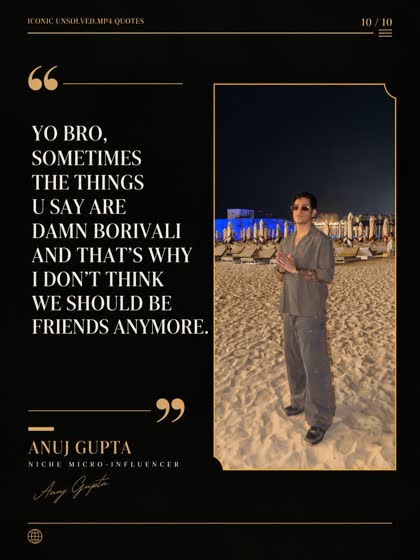 ICONIC UNSOLVED.MP4 QUOTES
10 / 10
“
YO BRO,
SOMETIMES
THE THINGS
U SAY ARE
DAMN BORIVALI
AND THAT’S WHY
I DON’T THINK
WE SHOULD BE
FRIENDS ANYMORE.
”
ANUJ GUPTA
NICHE MICRO-INFLUENCER
Anuj Gupta